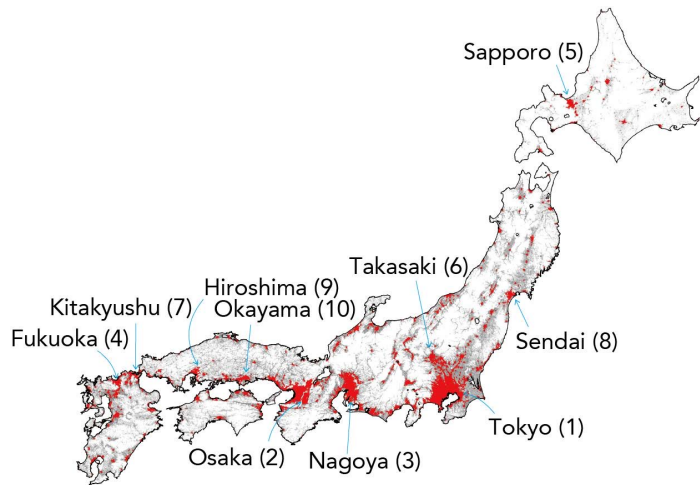 Sapporo (5)
Takasaki (6)
Hiroshima (9)
Kitakyushu (7)
Okayama (10)
Fukuoka (4)
Sendai (8)
Tokyo (1)
Osaka (2)
Nagoya (3)